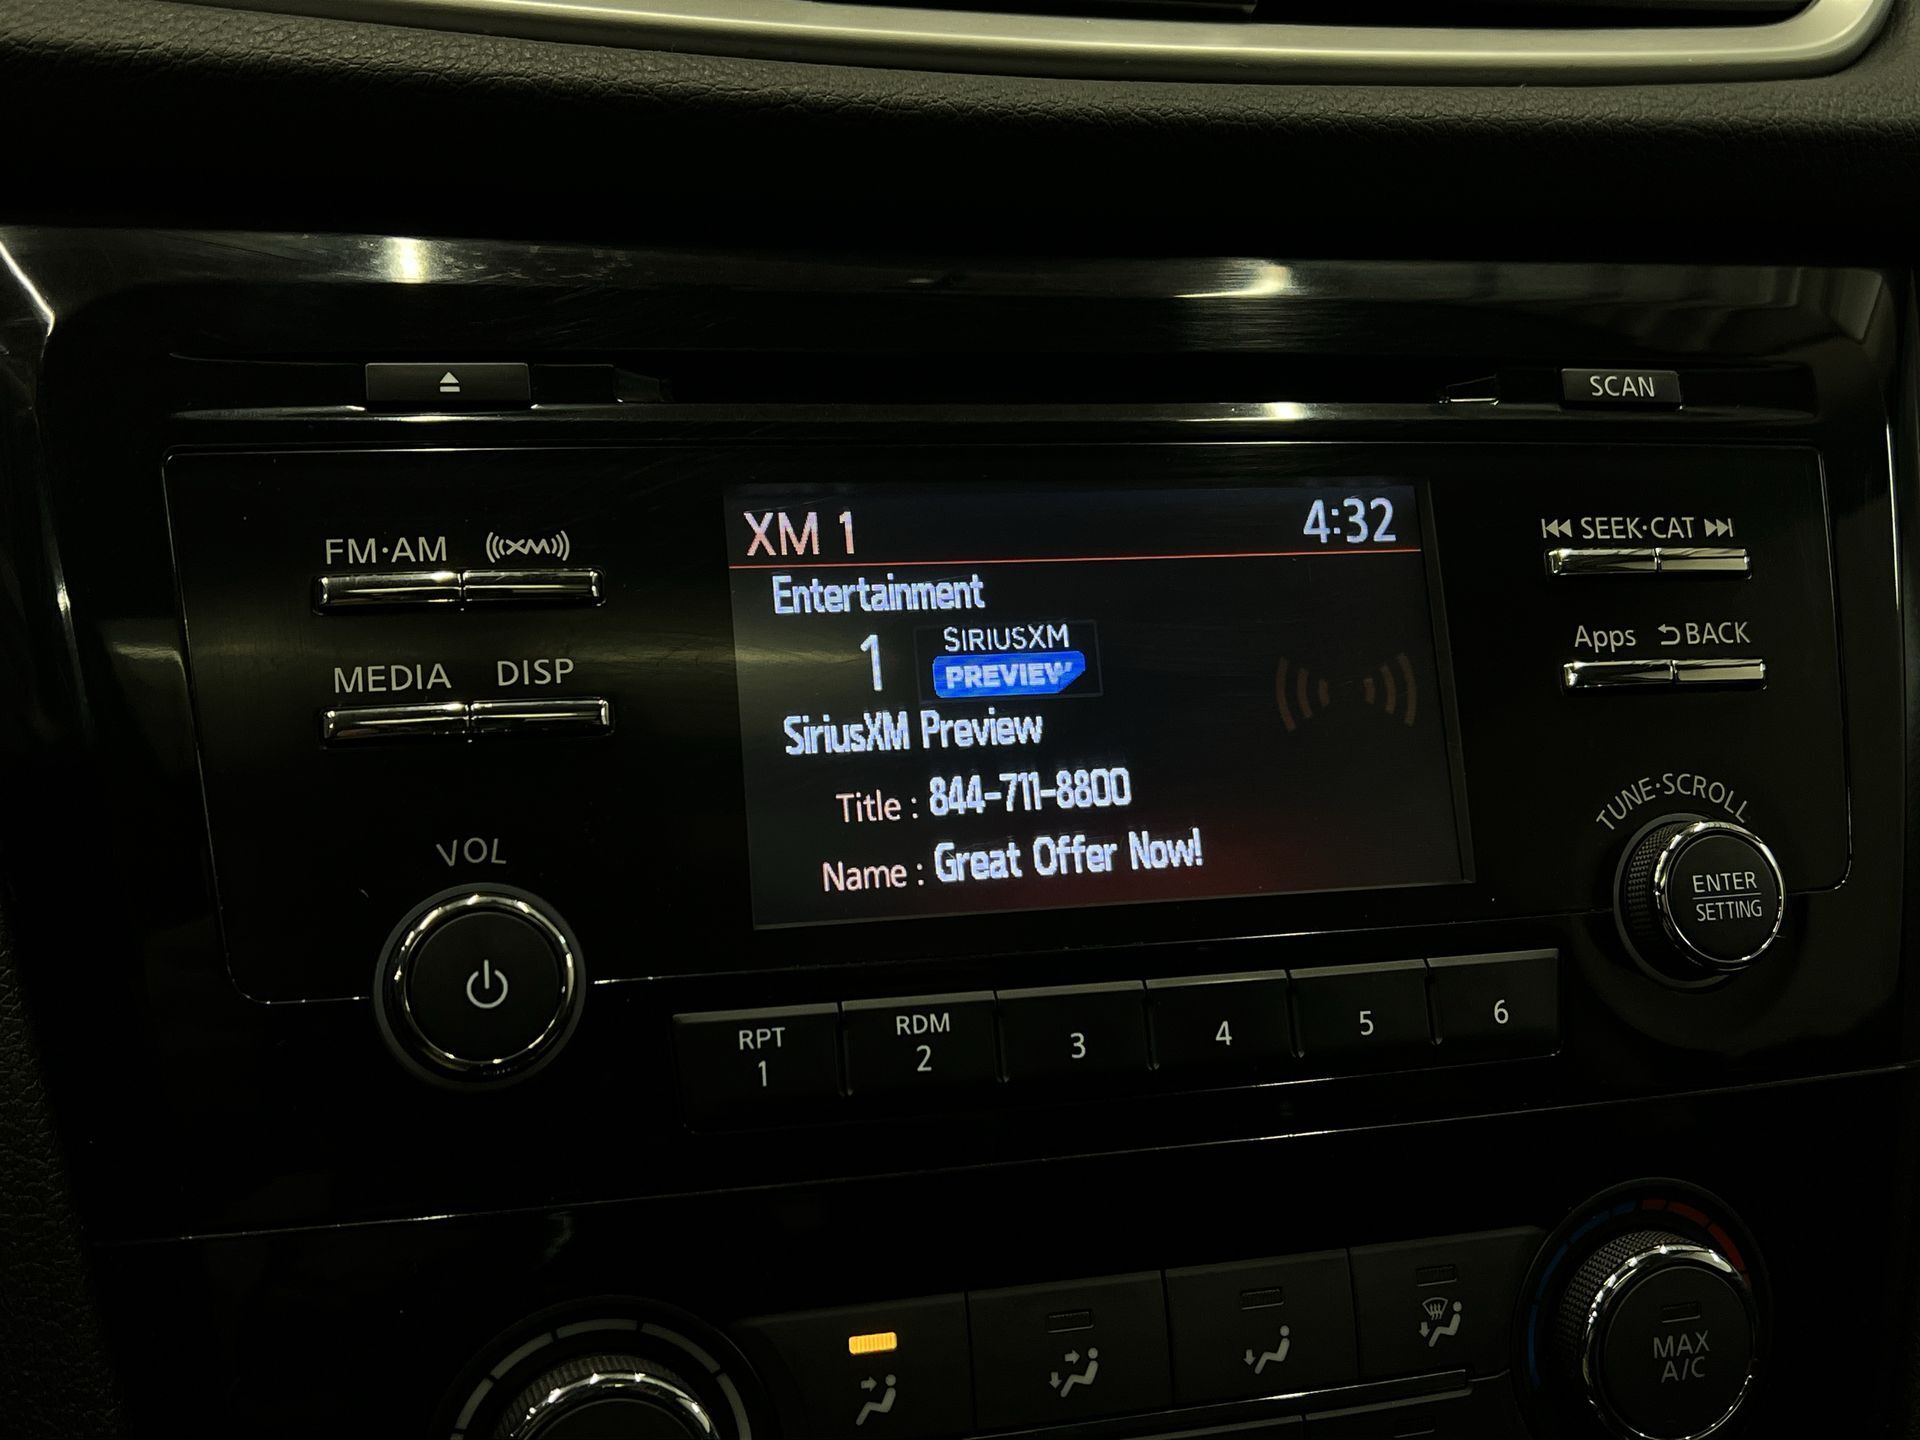 SCAN
FM·AM
XM
MEDIA
DISP
VOL
XM 1
4:32
Entertainment
1
SIRIUSXM
PREVIEW
SiriusXM Preview
Title : 844-711-8800
Name : Great Offer Now!
SEEK·CAT
Apps
BACK
TUNE·SCROLL
ENTER
SETTING
RPT
1
RDM
2
3
4
5
6
MAX
A/C